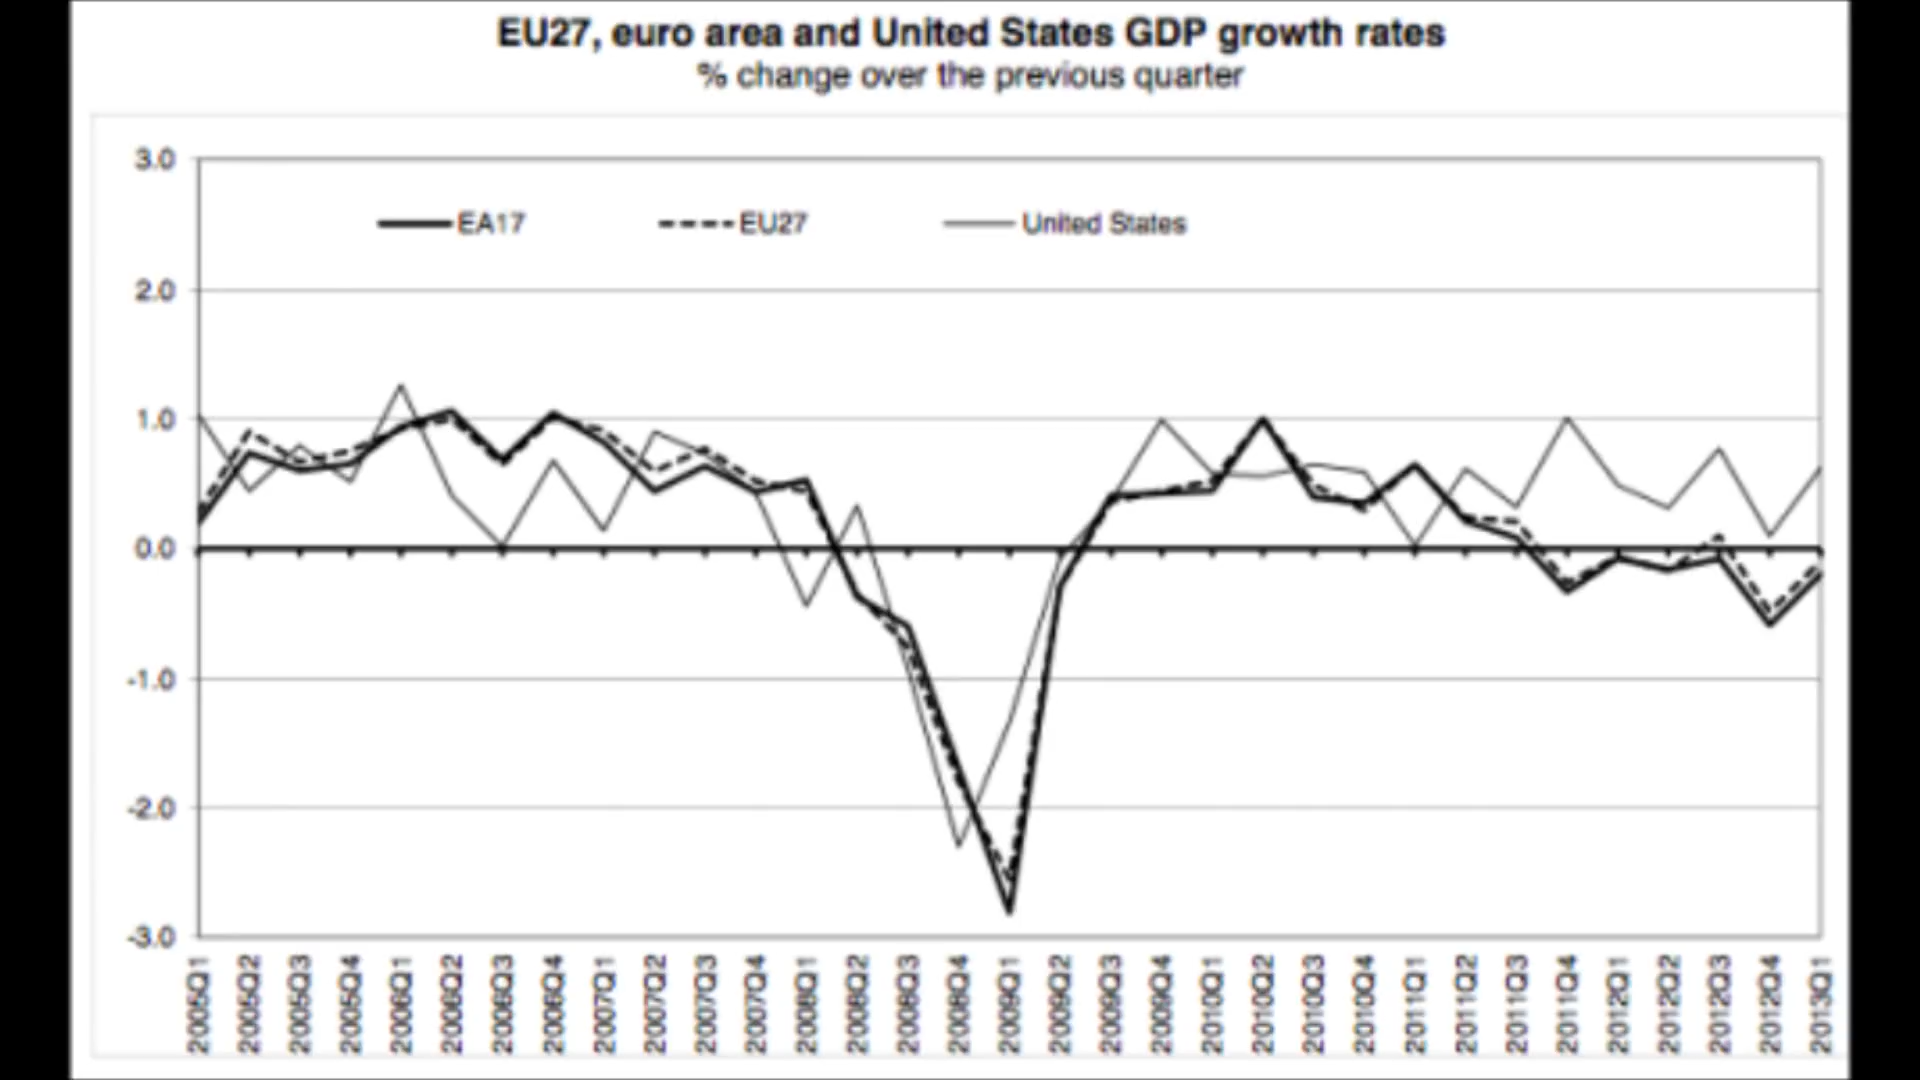 EU27, euro area and United States GDP growth rates
% change over the previous quarter
3.0
EA17 EU27 United States
2.0
1.0
0.0
-1.0
-2.0
-3.0
2005Q1 2005Q2 2005Q3 2005Q4 2006Q1 2006Q2 2006Q3 2006Q4 2007Q1 2007Q2 2007Q3 2007Q4 2008Q1 2008Q2 2008Q3 2008Q4 2009Q1 2009Q2 2009Q3 2009Q4 2010Q1 2010Q2 2010Q3 2010Q4 2011Q1 2011Q2 2011Q3 2011Q4 2012Q1 2012Q2 2012Q3 2012Q4 2013Q1